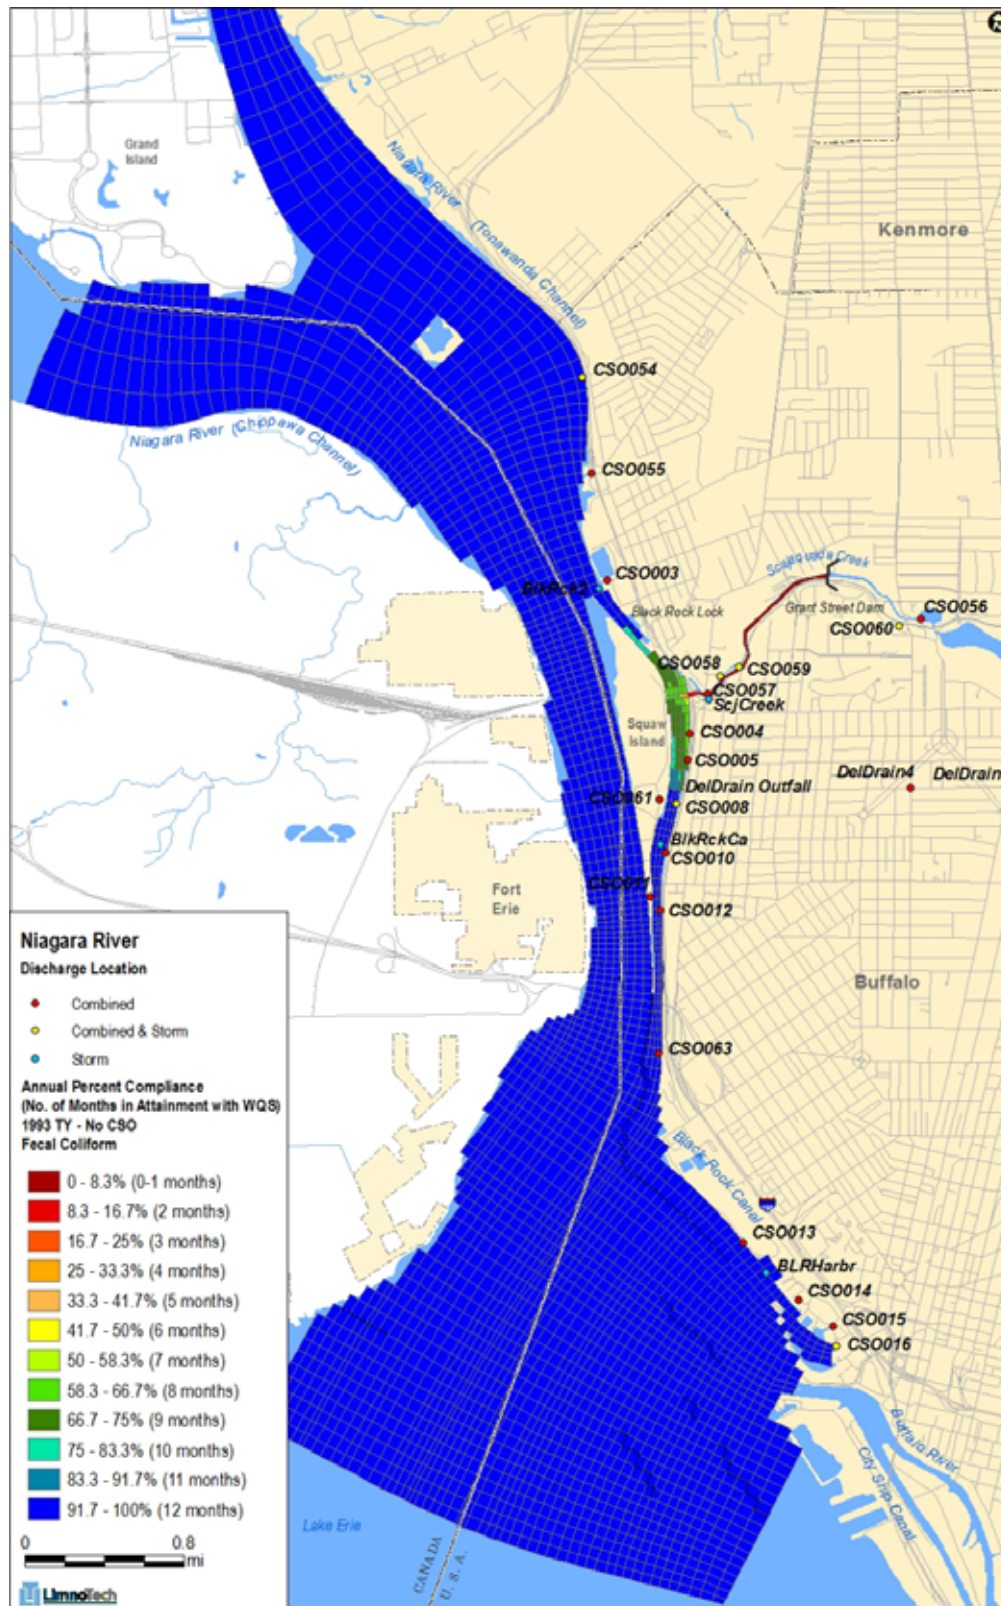 Grand
Island
Niagara River
(Tonawanda Channel)
Kenmore
CSO054
Niagara River (Chippawa Channel)
CSO055
Scajaquada Creek
CSO003
BlkRck2
Black Rock Lock
Grant Street Dam
CSO056
CSO060
CSO058
CSO059
CSO057
ScjCreek
Squaw
Island
CSO004
CSO005
DelDrain4
DelDrain
DelDrain Outfall
CSO061
CSO008
BlkRckCa
CSO010
CSO011
Fort
Erie
CSO012
Buffalo
CSO063
Black Rock Canal
CSO013
BLRHarbr
CSO014
CSO015
CSO016
Buffalo River
City Ship Canal
Lake Erie
CANADA
U. S. A.
Niagara River
Discharge Location
Combined
Combined & Storm
Storm
Annual Percent Compliance
(No. of Months in Attainment with WQS)
1993 TY - No CSO
Fecal Coliform
0 - 8.3% (0-1 months)
8.3 - 16.7% (2 months)
16.7 - 25% (3 months)
25 - 33.3% (4 months)
33.3 - 41.7% (5 months)
41.7 - 50% (6 months)
50 - 58.3% (7 months)
58.3 - 66.7% (8 months)
66.7 - 75% (9 months)
75 - 83.3% (10 months)
83.3 - 91.7% (11 months)
91.7 - 100% (12 months)
0 0.8
mi
LimnoTech